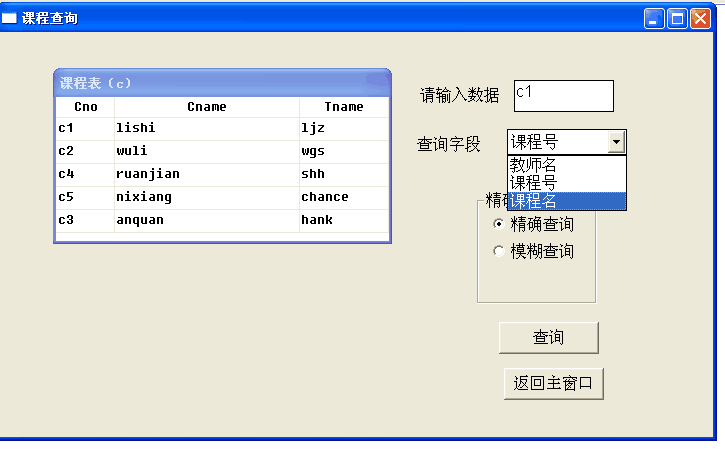 课程查询
课程表（c）
Cno Cname Tname
c1 lishi ljz
c2 wuli wgs
c4 ruanjian shh
c5 nixiang chance
c3 anquan hank
请输入数据 c1
查询字段 课程号
教师名
课程号
课程名
精确查询
模糊查询
查询
返回主窗口